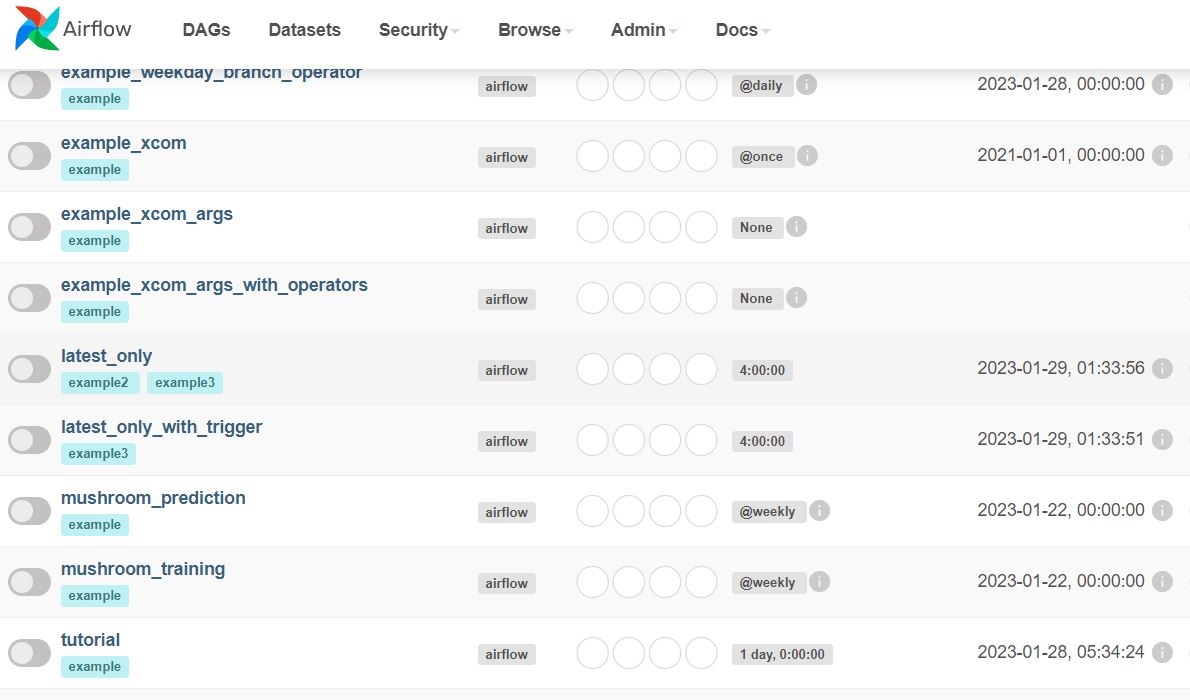 Airflow DAGs Datasets Security Browse Admin Docs
example_weekday_branch_operator
example airflow @daily i 2023-01-28, 00:00:00 i
example_xcom
example airflow @once i 2021-01-01, 00:00:00 i
example_xcom_args
example airflow None i
example_xcom_args_with_operators
example airflow None i
latest_only
example2 example3 airflow 4:00:00 2023-01-29, 01:33:56 i
latest_only_with_trigger
example3 airflow 4:00:00 2023-01-29, 01:33:51 i
mushroom_prediction
example airflow @weekly i 2023-01-22, 00:00:00 i
mushroom_training
example airflow @weekly i 2023-01-22, 00:00:00 i
tutorial
example airflow 1 day, 0:00:00 2023-01-28, 05:34:24 i